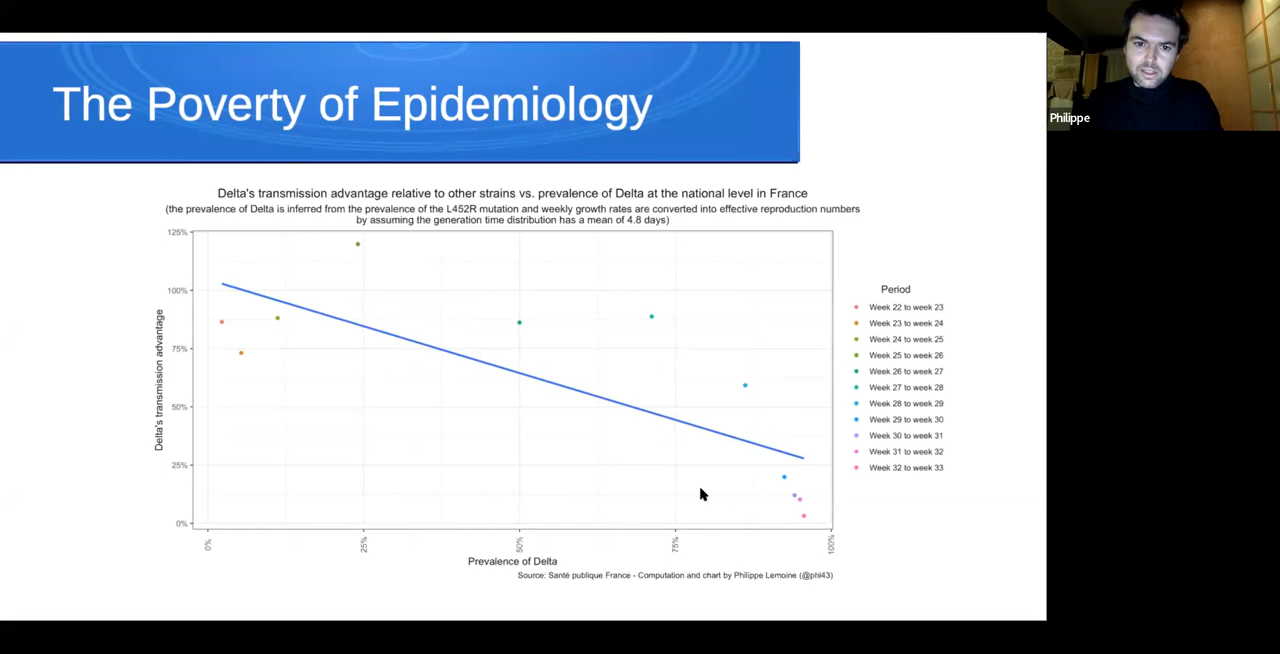 The Poverty of Epidemiology
Philippe
Delta's transmission advantage relative to other strains vs. prevalence of Delta at the national level in France
(the prevalence of Delta is inferred from the prevalence of the L452R mutation and weekly growth rates are converted into effective reproduction numbers
by assuming the generation time distribution has a mean of 4.8 days)
125%
100%
75%
50%
25%
0%
Delta's transmission advantage
0%
25%
50%
75%
100%
Prevalence of Delta
Period
Week 22 to week 23
Week 23 to week 24
Week 24 to week 25
Week 25 to week 26
Week 26 to week 27
Week 27 to week 28
Week 28 to week 29
Week 29 to week 30
Week 30 to week 31
Week 31 to week 32
Week 32 to week 33
Source: Santé publique France - Computation and chart by Philippe Lemoine (@phl43)